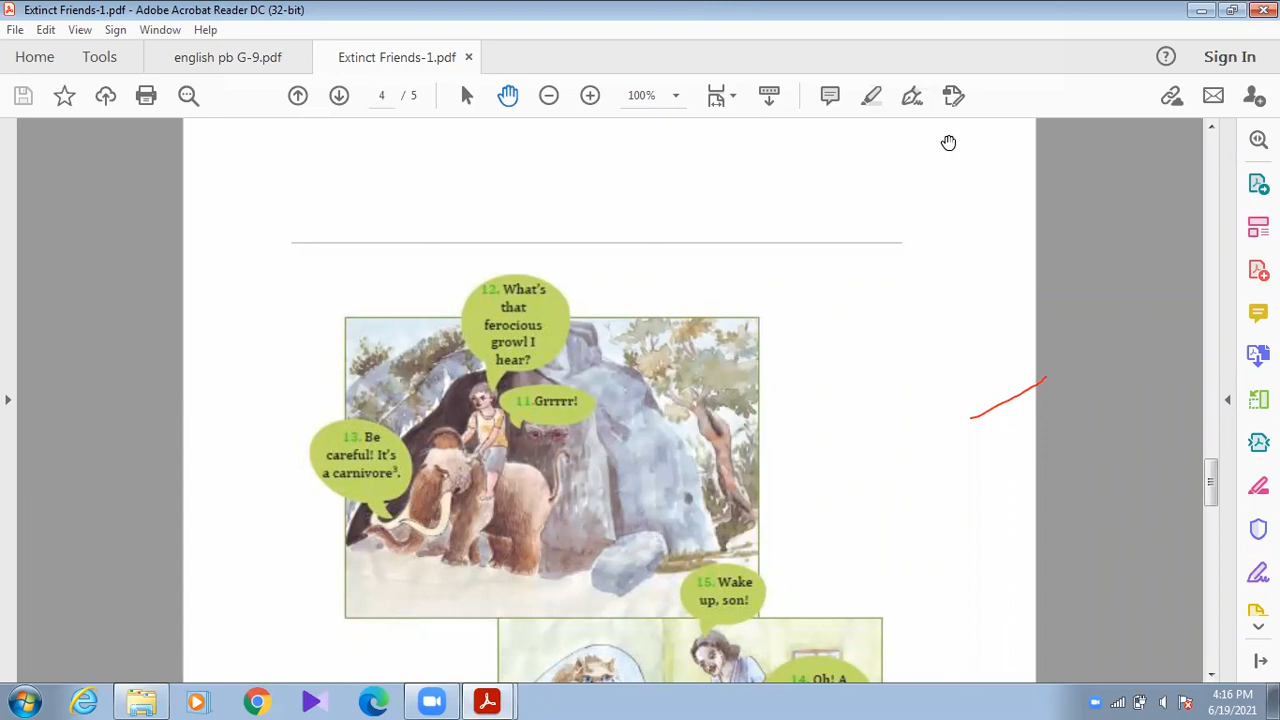 Extinct Friends-1.pdf - Adobe Acrobat Reader DC (32-bit)
File Edit View Sign Window Help
Home Tools english pb G-9.pdf Extinct Friends-1.pdf × Sign In
4 / 5 100%
12. What's
that
ferocious
growl I
hear?
11.Grrrrr!
13. Be
careful! It's
a carnivore³.
15. Wake
up, son!
14. Oh! A
4:16 PM
6/19/2021